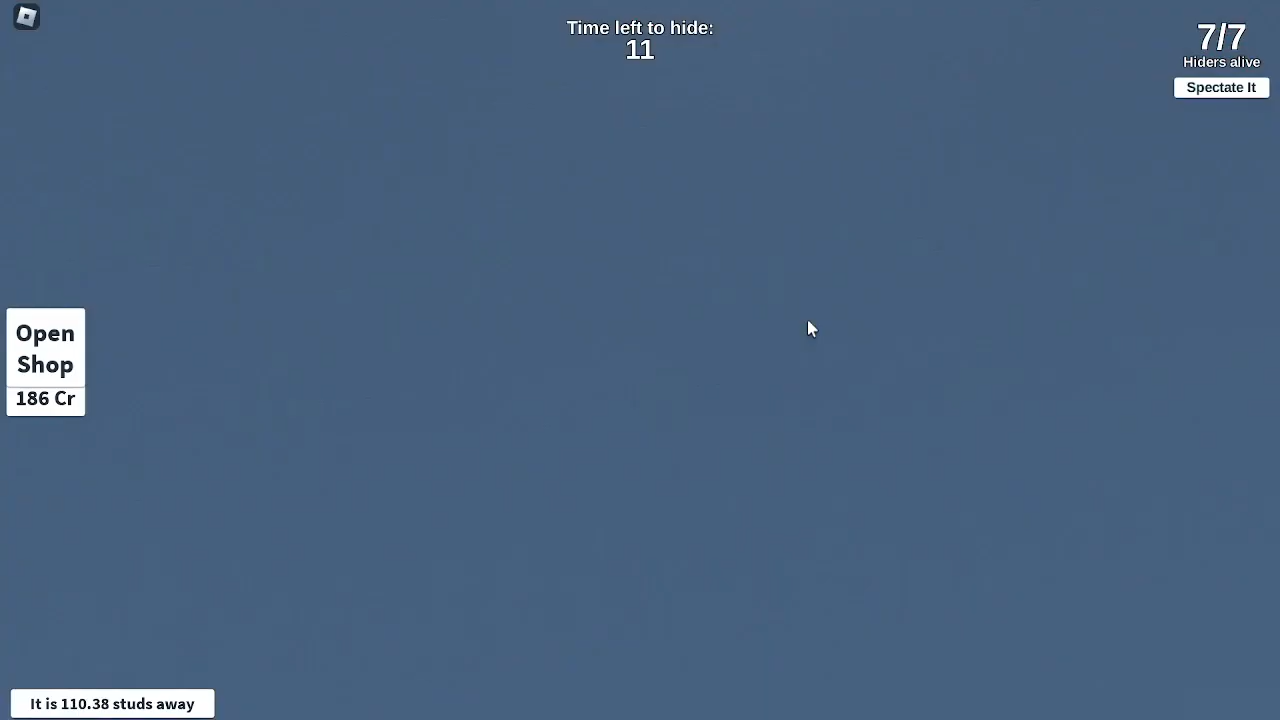 Time left to hide:
11
7/7
Hiders alive
Spectate It
Open
Shop
186 Cr
It is 110.38 studs away